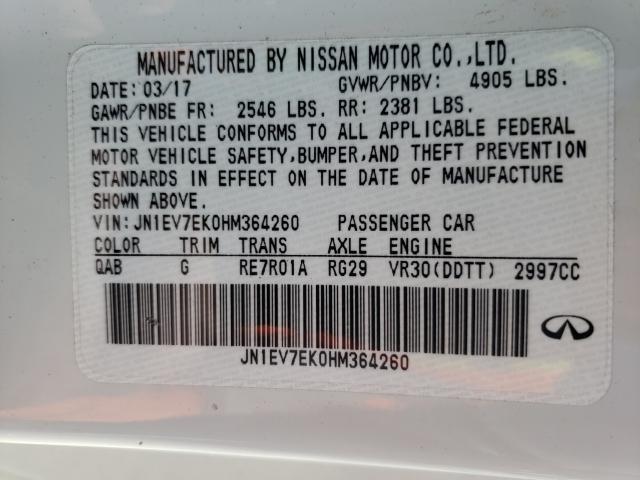 MANUFACTURED BY NISSAN MOTOR CO.,LTD.
DATE: 03/17 GVWR/PNBV: 4905 LBS.
GAWR/PNBE FR: 2546 LBS. RR: 2381 LBS.
THIS VEHICLE CONFORMS TO ALL APPLICABLE FEDERAL
MOTOR VEHICLE SAFETY,BUMPER,AND THEFT PREVENTION
STANDARDS IN EFFECT ON THE DATE OF MANUFACTURE
SHOWN ABOVE.
VIN:JN1EV7EK0HM364260 PASSENGER CAR
COLOR TRIM TRANS AXLE ENGINE
QAB G RE7R01A RG29 VR30(DDTT) 2997CC
JN1EV7EK0HM364260